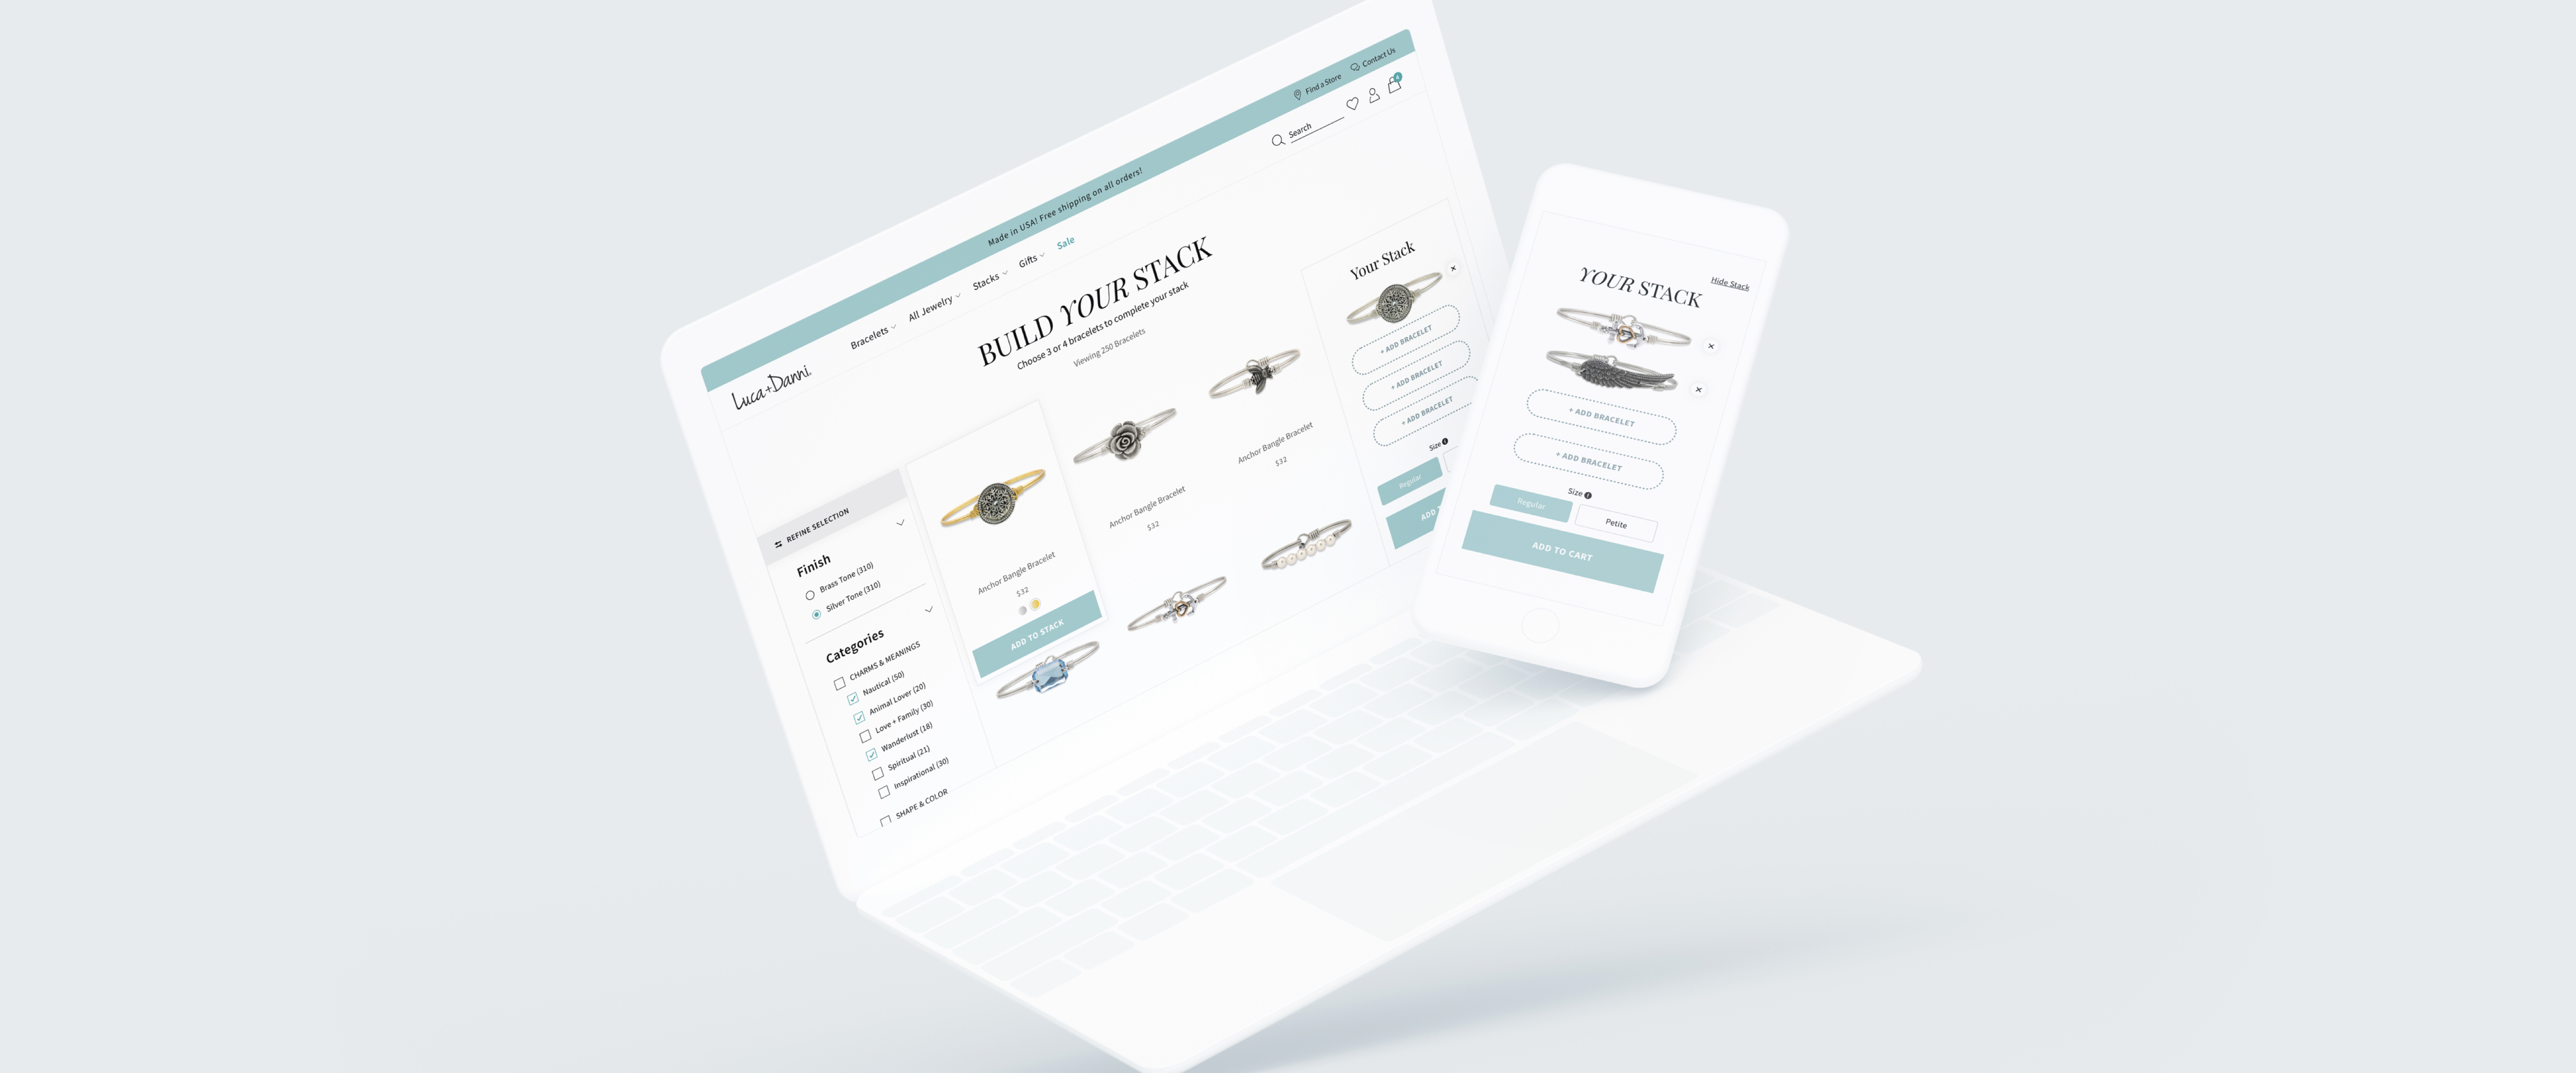 Find a Store
Contact Us
Made in USA! Free shipping on all orders!
Search
Luca+Danni.
Bracelets
All Jewelry
Stacks
Gifts
Sale
BUILD YOUR STACK
Choose 3 or 4 bracelets to complete your stack
Viewing 250 Bracelets
REFINE SELECTION
Finish
Brass Tone (310)
Silver Tone (310)
Categories
CHARMS & MEANINGS
Nautical (50)
Animal Lover (20)
Love + Family (30)
Wanderlust (18)
Spiritual (21)
Inspirational (30)
SHAPE & COLOR
Anchor Bangle Bracelet
$32
ADD TO STACK
Anchor Bangle Bracelet
$32
Anchor Bangle Bracelet
$32
Your Stack
+ ADD BRACELET
+ ADD BRACELET
+ ADD BRACELET
Size
Regular
ADD
Hide Stack
YOUR STACK
+ ADD BRACELET
+ ADD BRACELET
Size
Regular
Petite
ADD TO CART